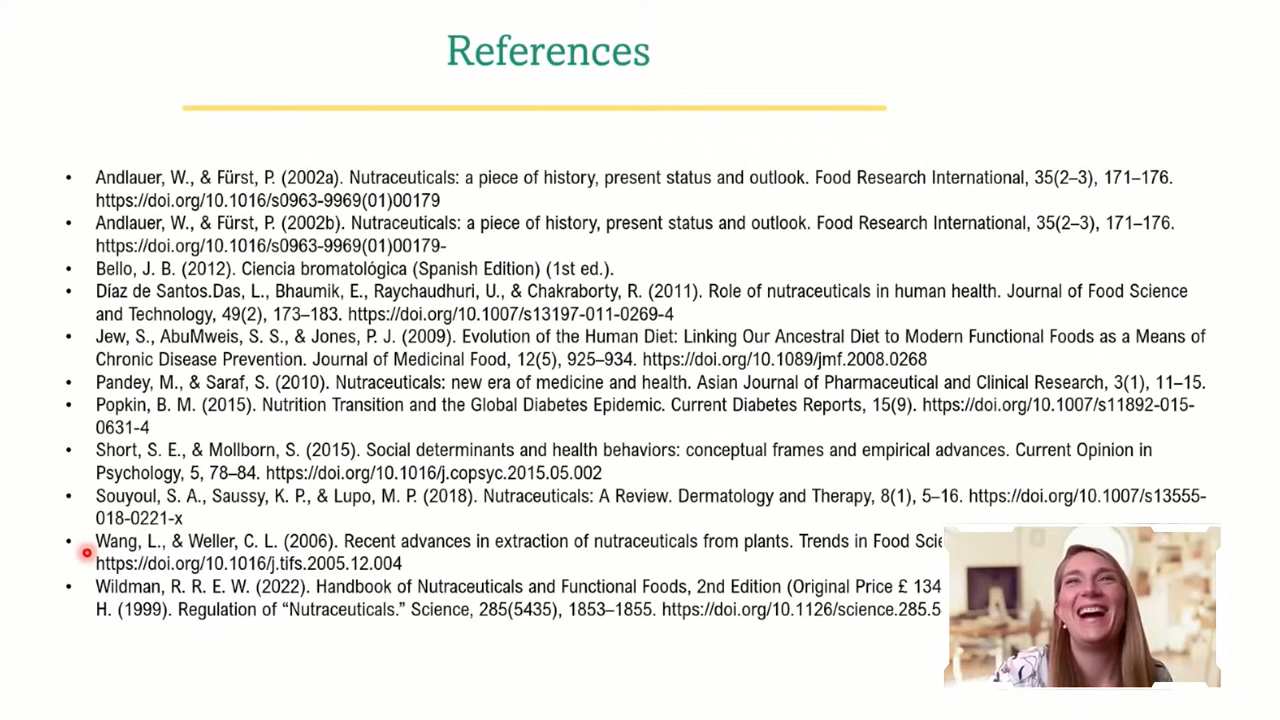 References
• Andlauer, W., & Fürst, P. (2002a). Nutraceuticals: a piece of history, present status and outlook. Food Research International, 35(2–3), 171–176.
https://doi.org/10.1016/s0963-9969(01)00179
• Andlauer, W., & Fürst, P. (2002b). Nutraceuticals: a piece of history, present status and outlook. Food Research International, 35(2–3), 171–176.
https://doi.org/10.1016/s0963-9969(01)00179-
• Bello, J. B. (2012). Ciencia bromatológica (Spanish Edition) (1st ed.).
• Díaz de Santos.Das, L., Bhaumik, E., Raychaudhuri, U., & Chakraborty, R. (2011). Role of nutraceuticals in human health. Journal of Food Science
and Technology, 49(2), 173–183. https://doi.org/10.1007/s13197-011-0269-4
• Jew, S., AbuMweis, S. S., & Jones, P. J. (2009). Evolution of the Human Diet: Linking Our Ancestral Diet to Modern Functional Foods as a Means of
Chronic Disease Prevention. Journal of Medicinal Food, 12(5), 925–934. https://doi.org/10.1089/jmf.2008.0268
• Pandey, M., & Saraf, S. (2010). Nutraceuticals: new era of medicine and health. Asian Journal of Pharmaceutical and Clinical Research, 3(1), 11–15.
• Popkin, B. M. (2015). Nutrition Transition and the Global Diabetes Epidemic. Current Diabetes Reports, 15(9). https://doi.org/10.1007/s11892-015-
0631-4
• Short, S. E., & Mollborn, S. (2015). Social determinants and health behaviors: conceptual frames and empirical advances. Current Opinion in
Psychology, 5, 78–84. https://doi.org/10.1016/j.copsyc.2015.05.002
• Souyoul, S. A., Saussy, K. P., & Lupo, M. P. (2018). Nutraceuticals: A Review. Dermatology and Therapy, 8(1), 5–16. https://doi.org/10.1007/s13555-
018-0221-x
• Wang, L., & Weller, C. L. (2006). Recent advances in extraction of nutraceuticals from plants. Trends in Food Scie
https://doi.org/10.1016/j.tifs.2005.12.004
• Wildman, R. R. E. W. (2022). Handbook of Nutraceuticals and Functional Foods, 2nd Edition (Original Price £ 134
H. (1999). Regulation of “Nutraceuticals.” Science, 285(5435), 1853–1855. https://doi.org/10.1126/science.285.5